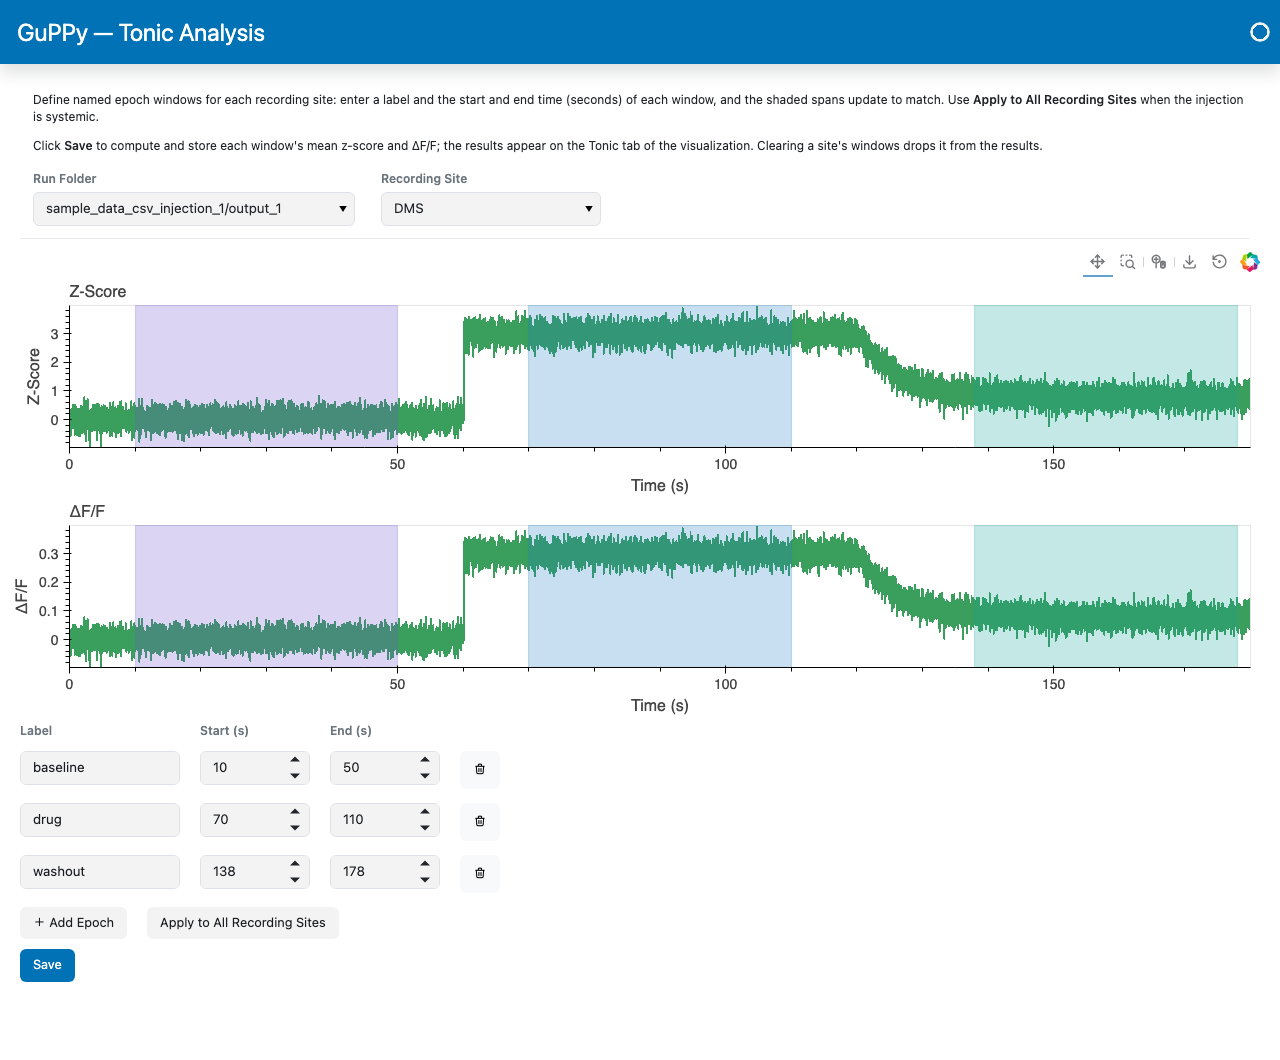 GuPPy — Tonic Analysis
Define named epoch windows for each recording site: enter a label and the start and end time (seconds) of each window, and the shaded spans update to match. Use Apply to All Recording Sites when the injection
is systemic.
Click Save to compute and store each window's mean z-score and ΔF/F; the results appear on the Tonic tab of the visualization. Clearing a site's windows drops it from the results.
Run Folder Recording Site
sample_data_csv_injection_1/output_1 DMS
Z-Score
Z-Score
3
2
1
0
0 50 100 150
Time (s)
ΔF/F
ΔF/F
0.3
0.2
0.1
0
0 50 100 150
Time (s)
Label Start (s) End (s)
baseline 10 50
drug 70 110
washout 138 178
+ Add Epoch Apply to All Recording Sites
Save